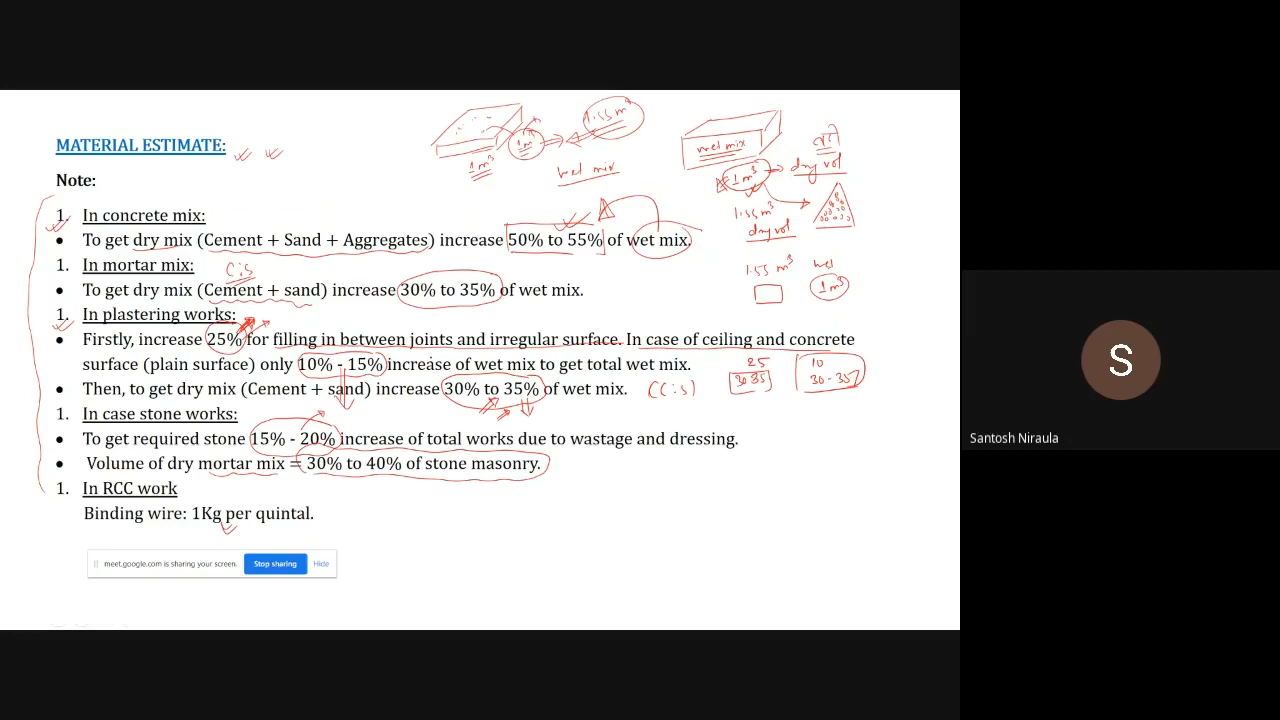 MATERIAL ESTIMATE:
Note:
1. In concrete mix:
• To get dry mix (Cement + Sand + Aggregates) increase 50% to 55% of wet mix.
1. In mortar mix:
C:S
• To get dry mix (Cement + sand) increase 30% to 35% of wet mix.
1. In plastering works:
• Firstly, increase 25% for filling in between joints and irregular surface. In case of ceiling and concrete
surface (plain surface) only 10% - 15% increase of wet mix to get total wet mix.
• Then, to get dry mix (Cement + sand) increase 30% to 35% of wet mix.
(C:S)
1. In case stone works:
• To get required stone 15% - 20% increase of total works due to wastage and dressing.
• Volume of dry mortar mix = 30% to 40% of stone masonry.
1. In RCC work
Binding wire: 1Kg per quintal.
1m³
1.55 m³
wet mix
wet mix
1m³
dry vol
1.55 m³
dry vol
1.55 m³
wet
1m³
25
30 35
10
30 - 35
meet.google.com is sharing your screen. Stop sharing Hide
S
Santosh Niraula